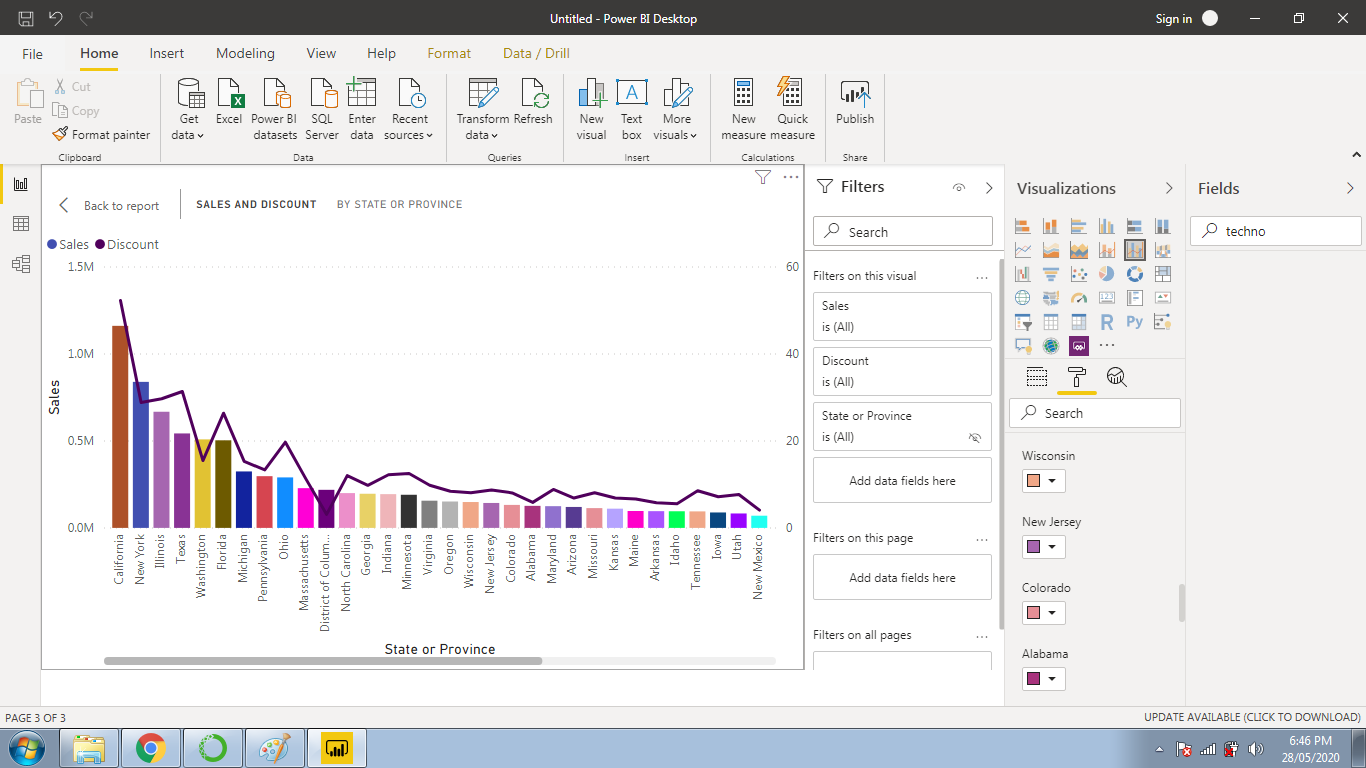 Untitled - Power BI Desktop
Sign in
File Home Insert Modeling View Help Format Data / Drill
Paste
Cut
Copy
Format painter
Clipboard
Get data
Excel
Power BI datasets
SQL Server
Enter data
Recent sources
Data
Transform data
Refresh
Queries
New visual
Text box
More visuals
Insert
New measure
Quick measure
Calculations
Publish
Share
Back to report
SALES AND DISCOUNT
BY STATE OR PROVINCE
Sales Discount
1.5M
1.0M
0.5M
0.0M
Sales
60
40
20
0
California
New York
Illinois
Texas
Washington
Florida
Michigan
Pennsylvania
Ohio
Massachusetts
District of Colum...
North Carolina
Georgia
Indiana
Minnesota
Virginia
Oregon
Wisconsin
New Jersey
Colorado
Alabama
Maryland
Arizona
Missouri
Kansas
Maine
Arkansas
Idaho
Tennessee
Iowa
Utah
New Mexico
State or Province
Filters
Search
Filters on this visual
Sales
is (All)
Discount
is (All)
State or Province
is (All)
Add data fields here
Filters on this page
Add data fields here
Filters on all pages
Visualizations
123
R
Py
Search
Wisconsin
New Jersey
Colorado
Alabama
Fields
techno
PAGE 3 OF 3
UPDATE AVAILABLE (CLICK TO DOWNLOAD)
6:46 PM
28/05/2020